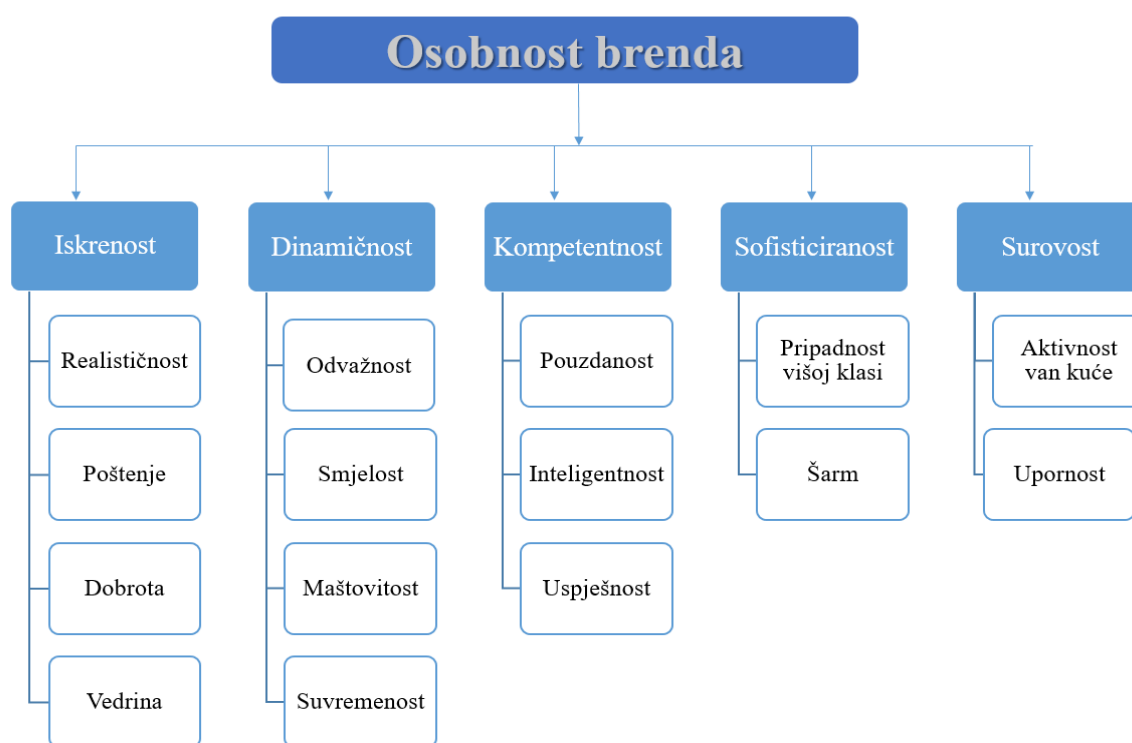 Osobnost brenda
Iskrenost
Realističnost
Poštenje
Dobrota
Vedrina
Dinamičnost
Odvažnost
Smjelost
Maštovitost
Suvremenost
Kompetentnost
Pouzdanost
Inteligentnost
Uspješnost
Sofisticiranost
Pripadnost
višoj klasi
Šarm
Surovost
Aktivnost
van kuće
Upornost